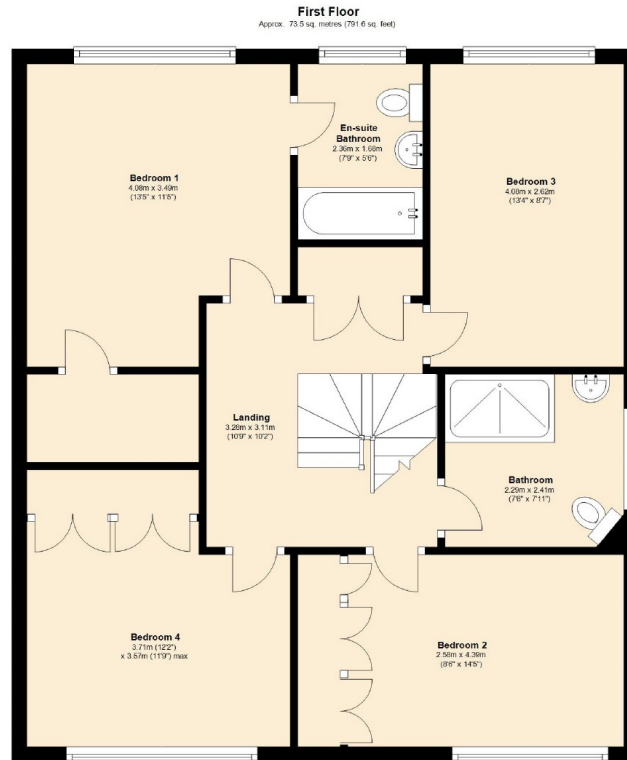 First Floor
Approx. 73.5 sq. metres (791.6 sq. feet)
En-suite
Bathroom
2.36m x 1.68m
(7'9" x 5'6")
Bedroom 1
4.08m x 3.49m
(13'5" x 11'5")
Bedroom 3
4.08m x 2.62m
(13'4" x 8'7")
Landing
3.28m x 3.11m
(10'9" x 10'2")
Bathroom
2.29m x 2.41m
(7'6" x 7'11")
Bedroom 4
3.71m (12'2")
x 3.57m (11'9") max
Bedroom 2
2.58m x 4.39m
(8'6" x 14'5")